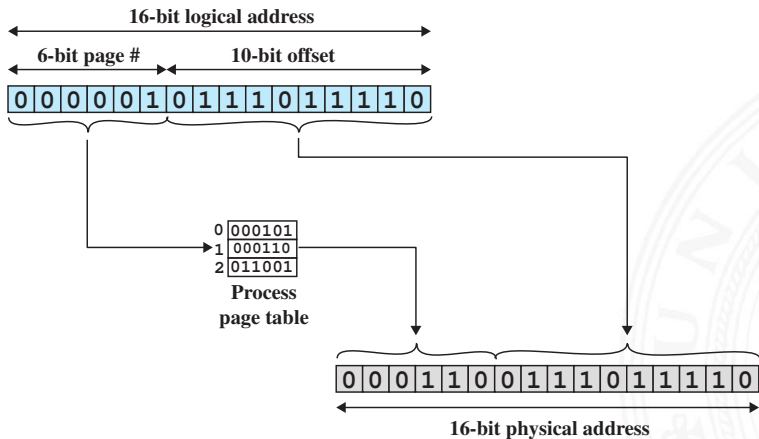 16-bit logical address
6-bit page # 10-bit offset
0 0 0 0 0 1 0 1 1 1 0 1 1 1 1 0
0 000101
1 000110
2 011001
Process
page table
0 0 0 1 1 0 0 1 1 1 0 1 1 1 1 0
16-bit physical address
U N I